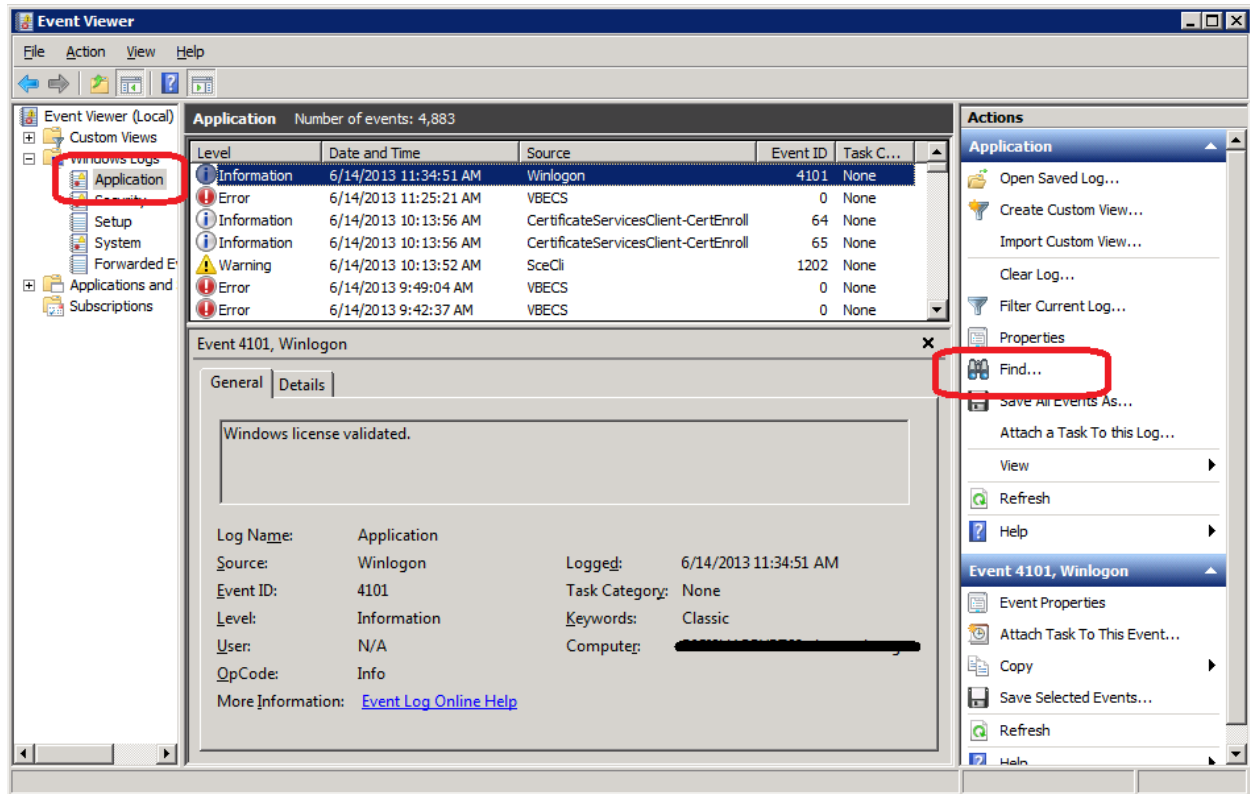 Event Viewer
File Action View Help
Event Viewer (Local)
Custom Views
Windows Logs
Application
Security
Setup
System
Forwarded E
Applications and
Subscriptions
Application Number of events: 4,883
Level Date and Time Source Event ID Task C...
Information 6/14/2013 11:34:51 AM Winlogon 4101 None
Error 6/14/2013 11:25:21 AM VBECS 0 None
Information 6/14/2013 10:13:56 AM CertificateServicesClient-CertEnroll 64 None
Information 6/14/2013 10:13:56 AM CertificateServicesClient-CertEnroll 65 None
Warning 6/14/2013 10:13:52 AM SceCli 1202 None
Error 6/14/2013 9:49:04 AM VBECS 0 None
Error 6/14/2013 9:42:37 AM VBECS 0 None
Event 4101, Winlogon
General Details
Windows license validated.
Log Name: Application
Source: Winlogon Logged: 6/14/2013 11:34:51 AM
Event ID: 4101 Task Category: None
Level: Information Keywords: Classic
User: N/A Computer:
OpCode: Info
More Information: Event Log Online Help
Actions
Application
Open Saved Log...
Create Custom View...
Import Custom View...
Clear Log...
Filter Current Log...
Properties
Find...
Save All Events As...
Attach a Task To this Log...
View
Refresh
Help
Event 4101, Winlogon
Event Properties
Attach Task To This Event...
Copy
Save Selected Events...
Refresh
Help